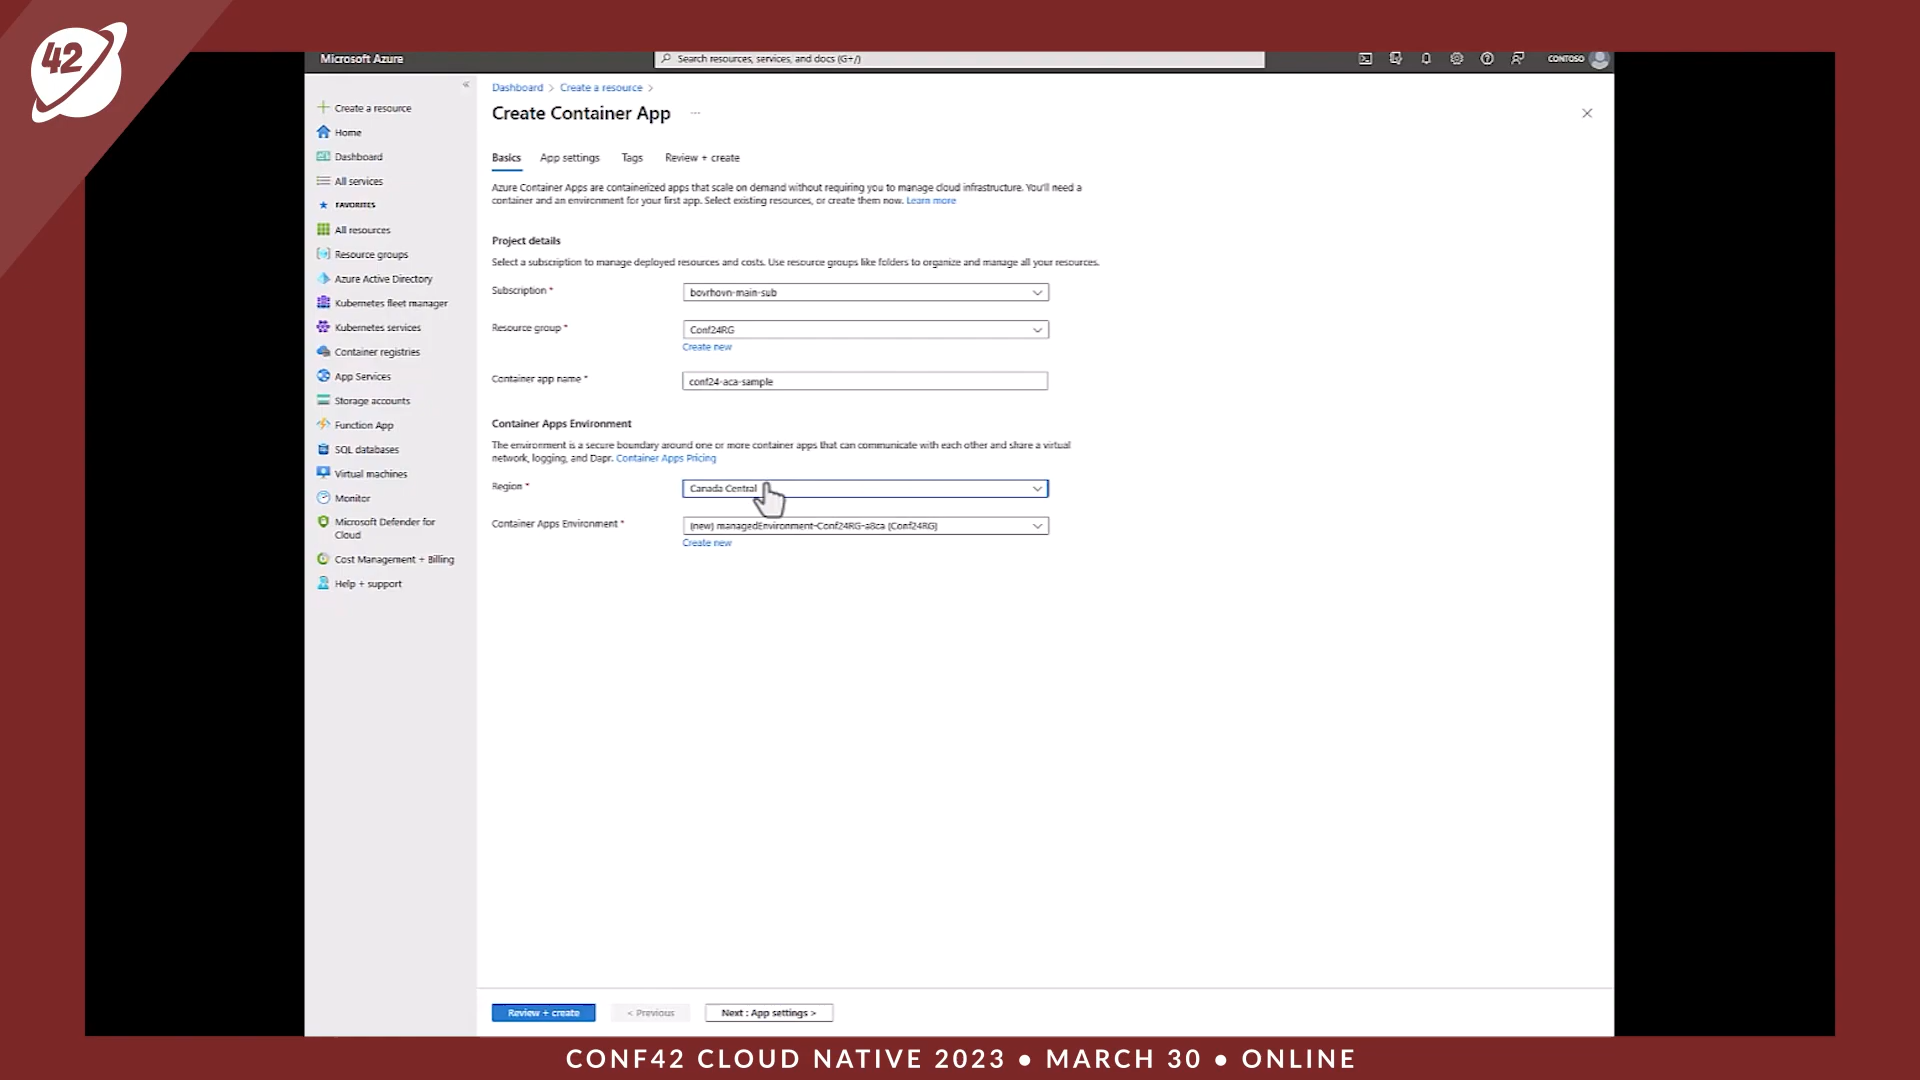 42
Microsoft Azure
Search resources, services, and docs (G+/)
CONTOSO
Create a resource
Home
Dashboard
All services
FAVORITES
All resources
Resource groups
Azure Active Directory
Kubernetes fleet manager
Kubernetes services
Container registries
App Services
Storage accounts
Function App
SQL databases
Virtual machines
Monitor
Microsoft Defender for
Cloud
Cost Management + Billing
Help + support
Dashboard > Create a resource >
Create Container App ...
Basics App settings Tags Review + create
Azure Container Apps are containerized apps that scale on demand without requiring you to manage cloud infrastructure. You'll need a
container and an environment for your first app. Select existing resources, or create them now. Learn more
Project details
Select a subscription to manage deployed resources and costs. Use resource groups like folders to organize and manage all your resources.
Subscription * bovrhovn-main-sub
Resource group * Conf24RG
Create new
Container app name * conf24-aca-sample
Container Apps Environment
The environment is a secure boundary around one or more container apps that can communicate with each other and share a virtual
network, logging, and Dapr. Container Apps Pricing
Region * Canada Central
Container Apps Environment * (new) managedEnvironment-Conf24RG-a8ca (Conf24RG)
Create new
Review + create < Previous Next : App settings >
CONF42 CLOUD NATIVE 2023 • MARCH 30 • ONLINE